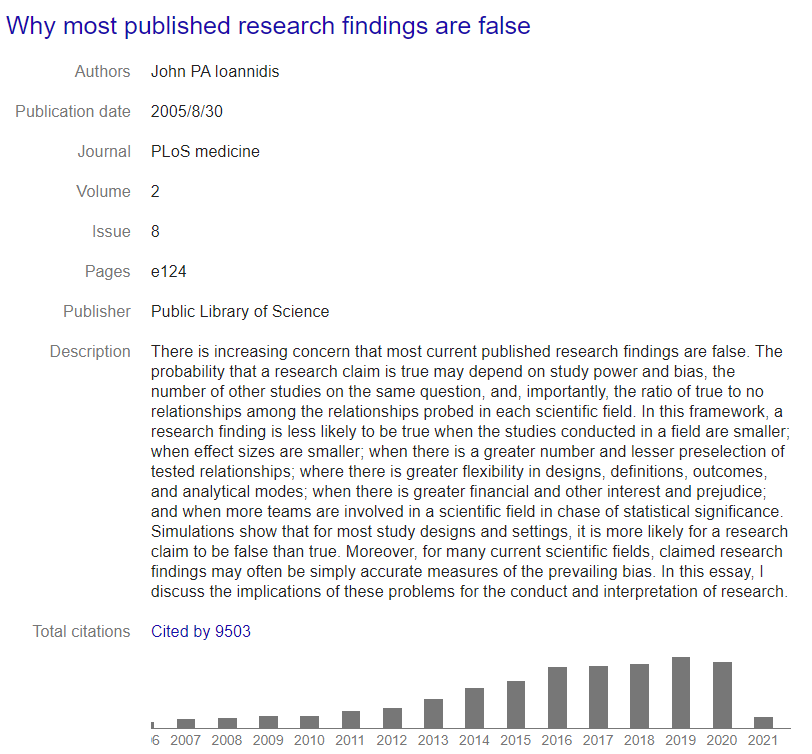 Why most published research findings are false
Authors John PA Ioannidis
Publication date 2005/8/30
Journal PLoS medicine
Volume 2
Issue 8
Pages e124
Publisher Public Library of Science
Description There is increasing concern that most current published research findings are false. The
probability that a research claim is true may depend on study power and bias, the
number of other studies on the same question, and, importantly, the ratio of true to no
relationships among the relationships probed in each scientific field. In this framework, a
research finding is less likely to be true when the studies conducted in a field are smaller;
when effect sizes are smaller; when there is a greater number and lesser preselection of
tested relationships; where there is greater flexibility in designs, definitions, outcomes,
and analytical modes; when there is greater financial and other interest and prejudice;
and when more teams are involved in a scientific field in chase of statistical significance.
Simulations show that for most study designs and settings, it is more likely for a research
claim to be false than true. Moreover, for many current scientific fields, claimed research
findings may often be simply accurate measures of the prevailing bias. In this essay, I
discuss the implications of these problems for the conduct and interpretation of research.
Total citations Cited by 9503
6 2007 2008 2009 2010 2011 2012 2013 2014 2015 2016 2017 2018 2019 2020 2021